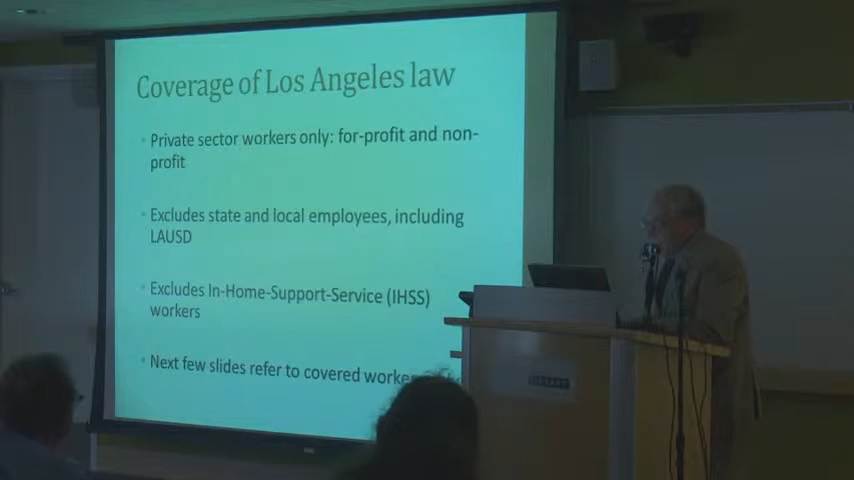 Coverage of Los Angeles law
Private sector workers only: for-profit and non-
profit
Excludes state and local employees, including
LAUSD
Excludes In-Home-Support-Service (IHSS)
workers
Next few slides refer to covered